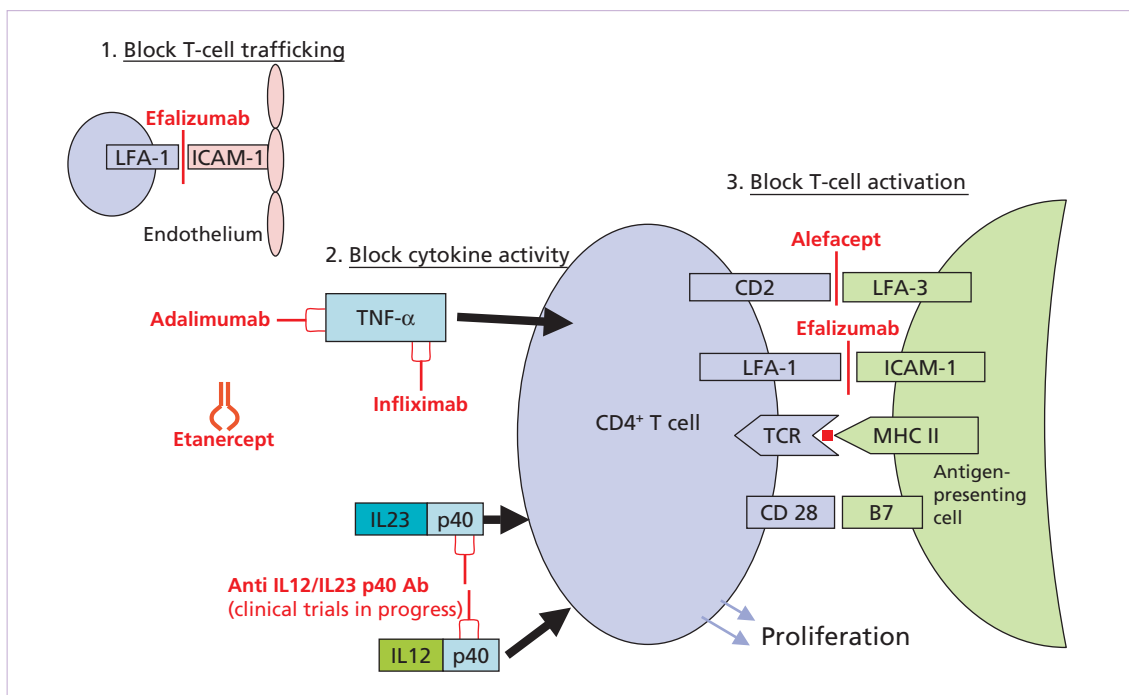 1. Block T-cell trafficking
Efalizumab
LFA-1
ICAM-1
Endothelium
2. Block cytokine activity
Adalimumab
TNF-α
Infliximab
Etanercept
IL23
p40
Anti IL12/IL23 p40 Ab
(clinical trials in progress)
IL12
p40
CD4⁺ T cell
3. Block T-cell activation
Alefacept
CD2
LFA-3
Efalizumab
LFA-1
ICAM-1
TCR
MHC II
Antigen-
presenting
cell
CD 28
B7
Proliferation